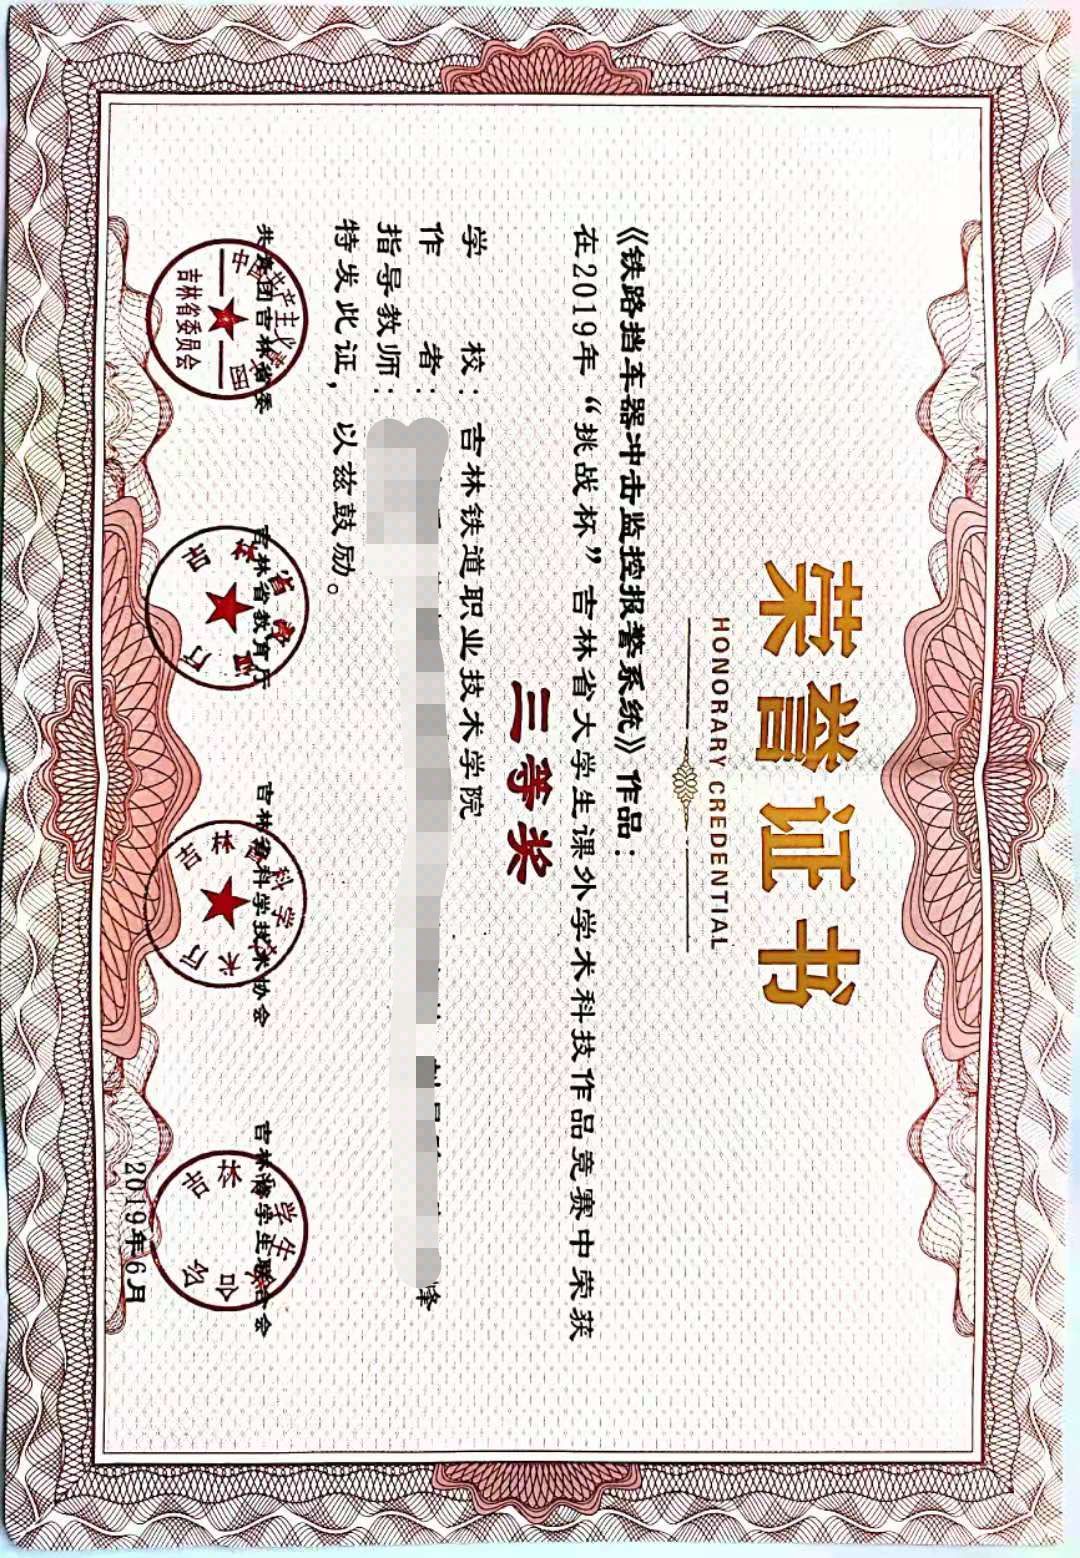 荣誉证书
HONORARY CREDENTIAL
《铁路挡车器冲击监控报警系统》作品：
在2019年“挑战杯”吉林省大学生课外学术科技作品竞赛中荣获
三等奖
学 校：吉林铁道职业技术学院
作 者：
指导教师：
特发此证，以兹鼓励。
共青团吉林省委 吉林省教育厅 吉林省科学技术协会 吉林省学生联合会
吉林省委员会
2019年6月